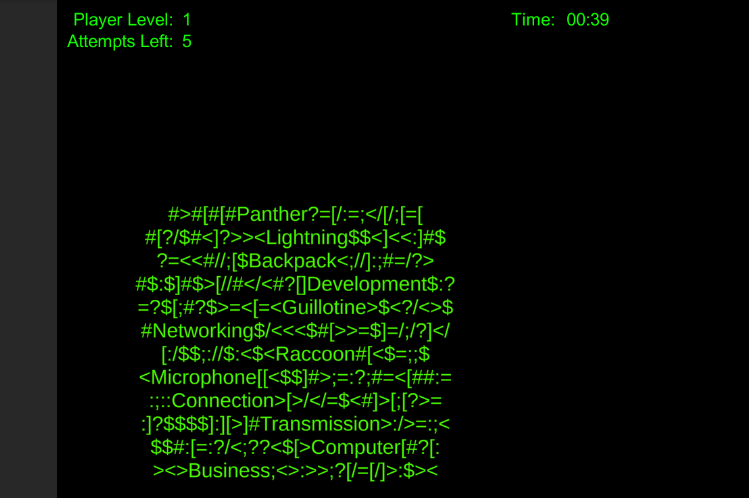 Player Level: 1
Time: 00:39
Attempts Left: 5
#>#[#[#Panther?=[/:=;</[/;[=[
#[?/$#<]?>><Lightning$$<]<<:]#$
?=<<#//;[$Backpack<;//]:;#=/?>
#$:$]#$>[//#</<#?[]Development$:?
=?$[;#?$>=<[=<Guillotine>$<?/<>$
#Networking$/<<<$#[>>=$]=/;/?]</
[:/$$;://$:<$<Raccoon#[<$=;;$
<Microphone[[<$$]#>;=:?;#=<[##:=
:;::Connection>[>/</=$<#]>[;[?>=
:]?$$$$]:][>]#Transmission>:/>=:;<
$$#:[=:?/<;??<$[>Computer[#?[:
><>Business;<>:>>;?[/=[/]>:$><